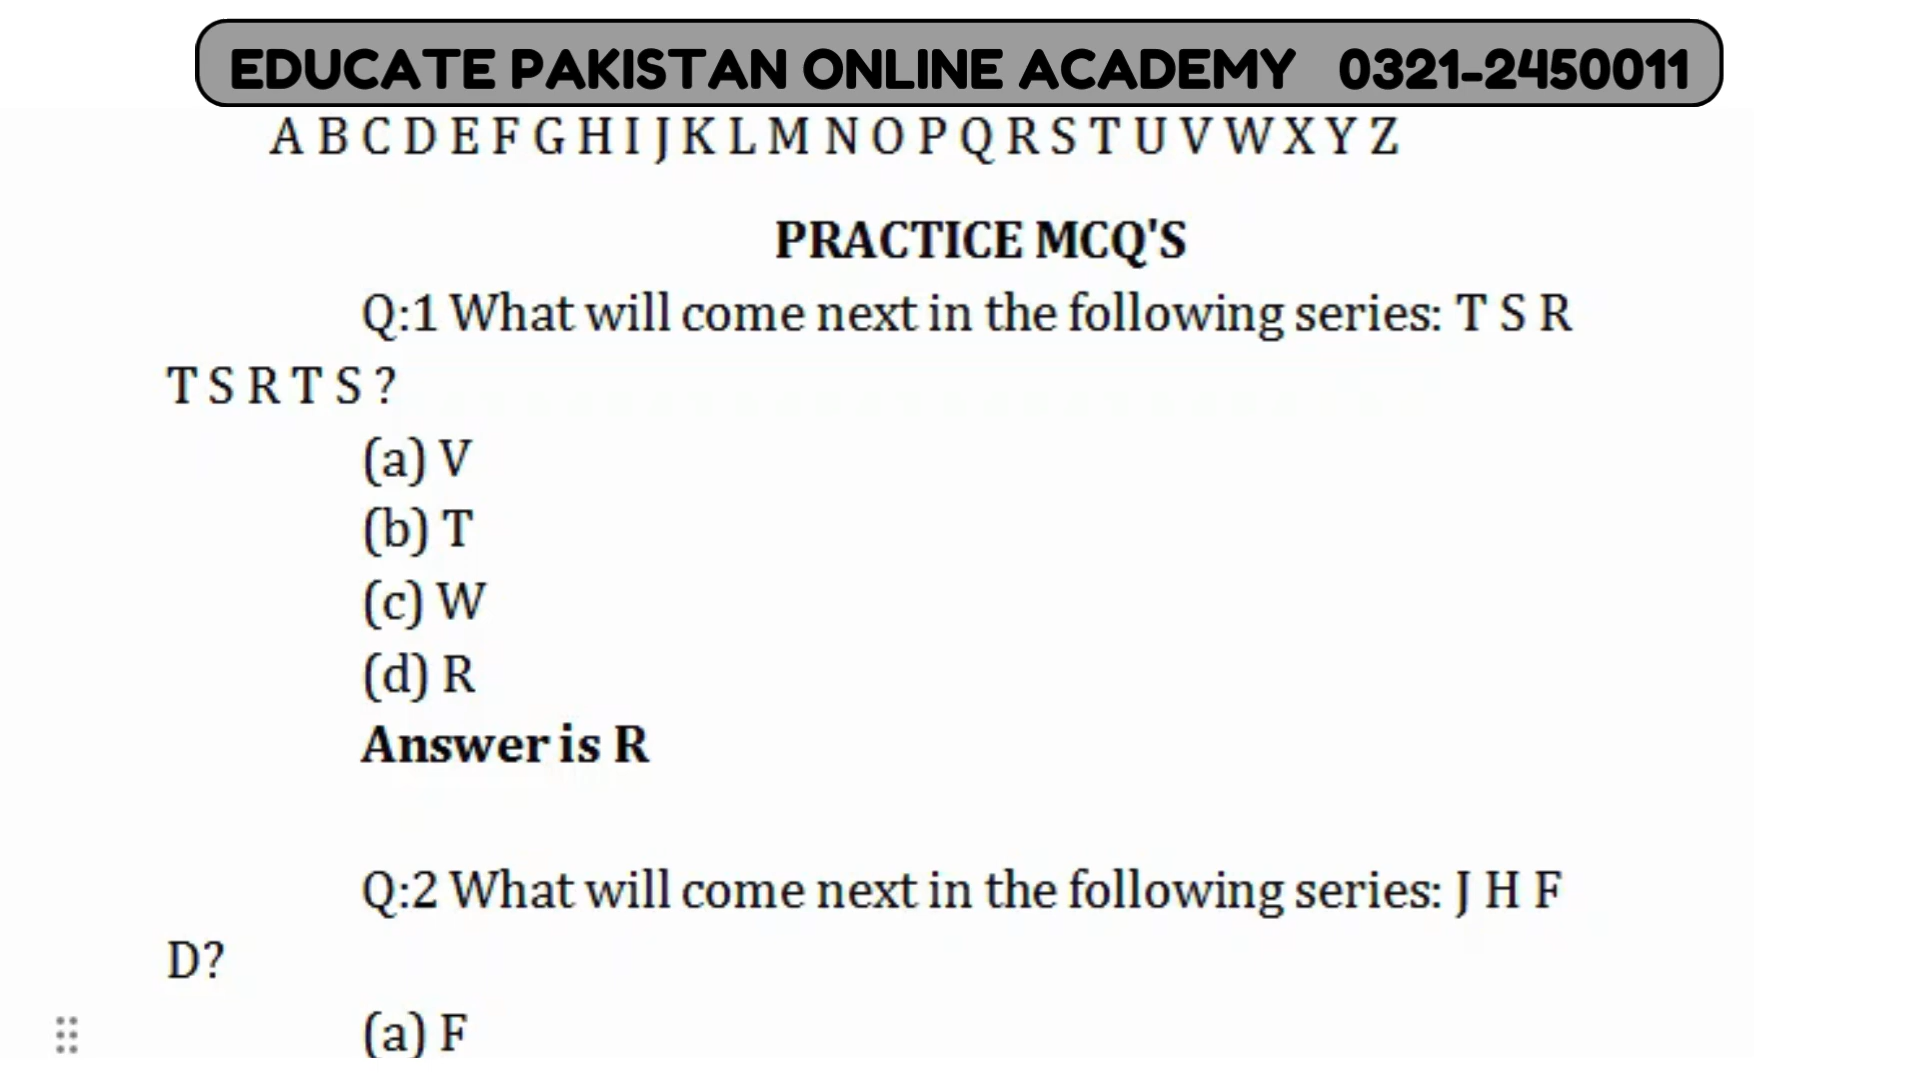 EDUCATE PAKISTAN ONLINE ACADEMY 0321-2450011
A B C D E F G H I J K L M N O P Q R S T U V W X Y Z
PRACTICE MCQ'S
Q:1 What will come next in the following series: T S R
T S R T S ?
(a) V
(b) T
(c) W
(d) R
Answer is R
Q:2 What will come next in the following series: J H F
D?
(a) F